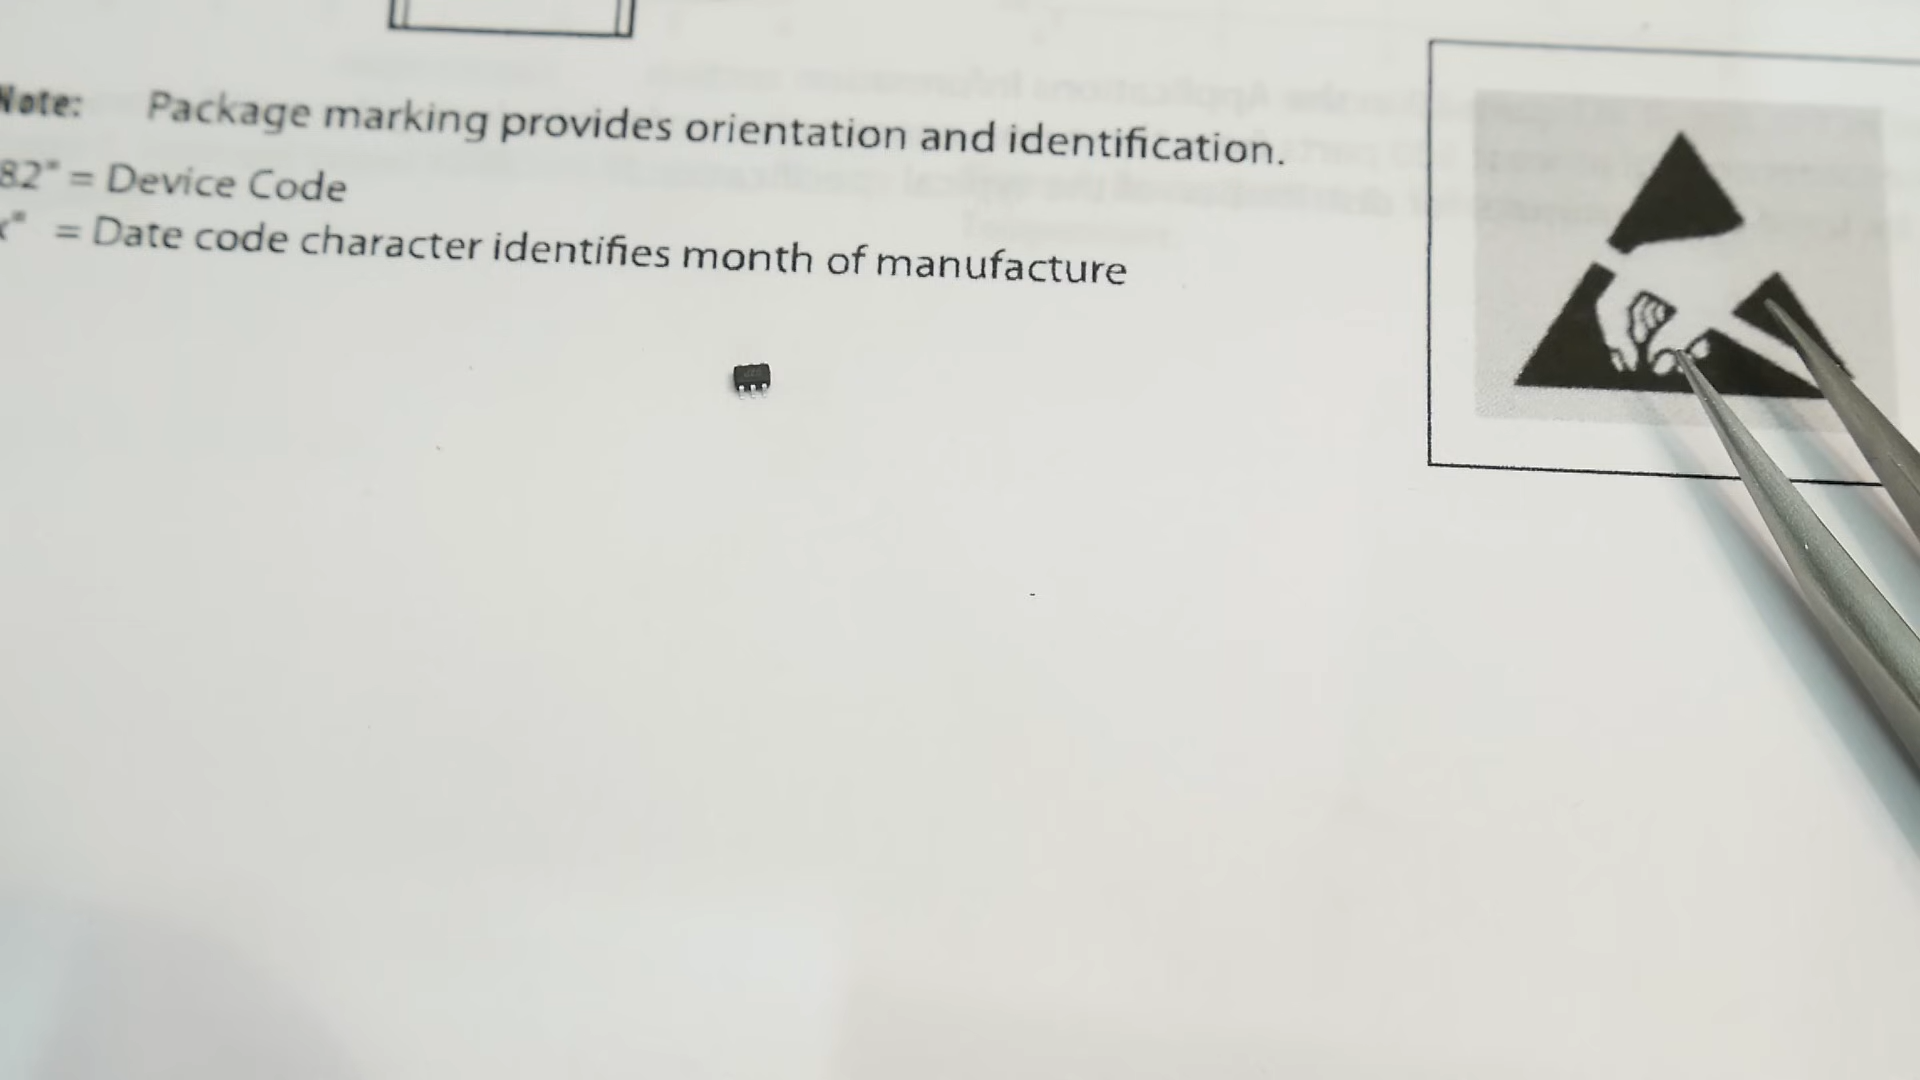 Note: Package marking provides orientation and identification.
82" = Device Code
x" = Date code character identifies month of manufacture